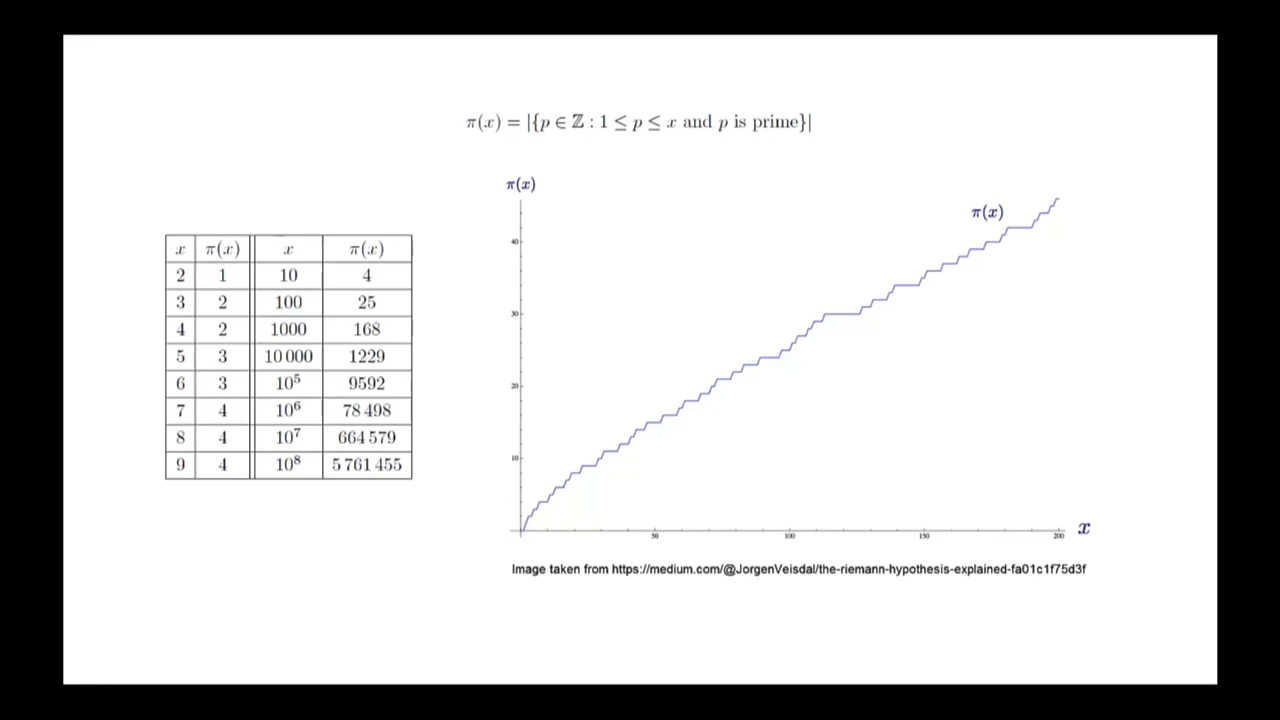 π(x) = |{p ∈ ℤ : 1 ≤ p ≤ x and p is prime}|
x π(x) x π(x)
2 1 10 4
3 2 100 25
4 2 1000 168
5 3 10 000 1229
6 3 10⁵ 9592
7 4 10⁶ 78 498
8 4 10⁷ 664 579
9 4 10⁸ 5 761 455
π(x)
π(x)
40
30
20
10
50 100 150 200
x
Image taken from https://medium.com/@JorgenVeisdal/the-riemann-hypothesis-explained-fa01c1f75d3f